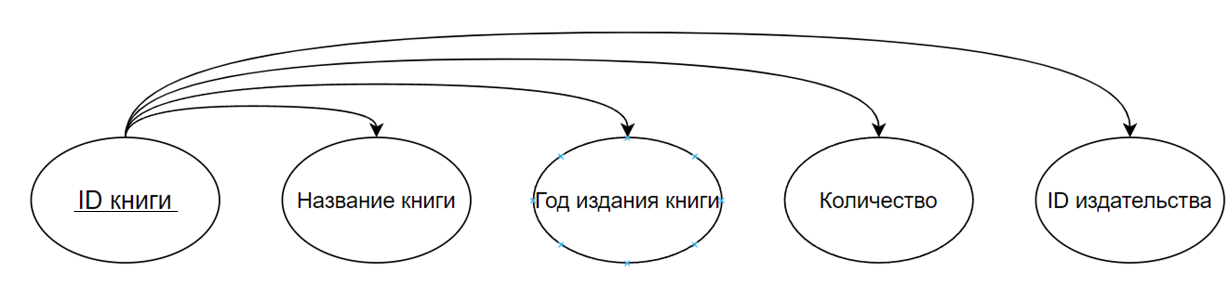 ID книги
Название книги
Год издания книги
Количество
ID издательства